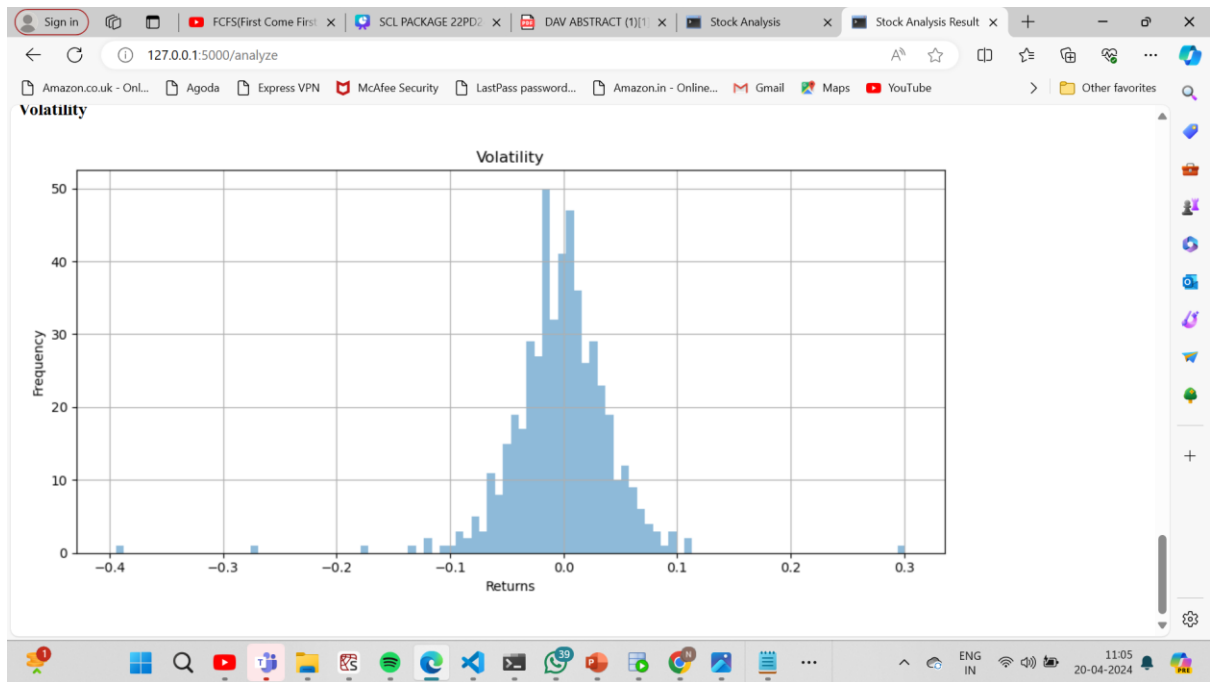 Sign in
FCFS(First Come First
SCL PACKAGE 22PD2
DAV ABSTRACT (1)[1]
Stock Analysis
Stock Analysis Result
127.0.0.1:5000/analyze
Amazon.co.uk - Onl...
Agoda
Express VPN
McAfee Security
LastPass password...
Amazon.in - Online...
Gmail
Maps
YouTube
Other favorites
Volatility
Volatility
50
40
30
20
10
0
Frequency
−0.4
−0.3
−0.2
−0.1
0.0
0.1
0.2
0.3
Returns
1
39
N
ENG
IN
11:05
20-04-2024
PRE